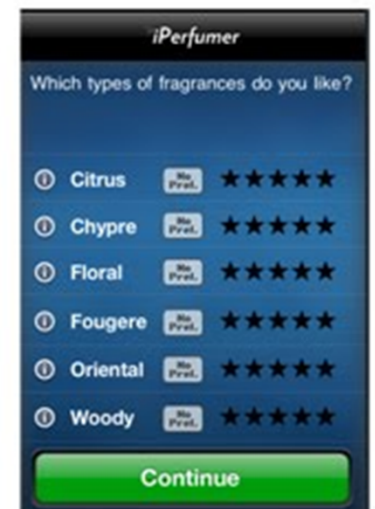 iPerfumer
Which types of fragrances do you like?
Citrus No Pref.
Chypre No Pref.
Floral No Pref.
Fougere No Pref.
Oriental No Pref.
Woody No Pref.
Continue